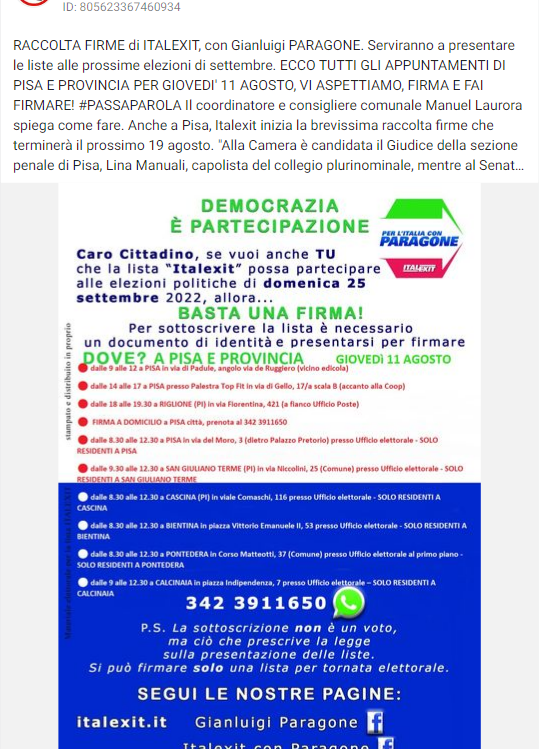 ID: 805623367460934
RACCOLTA FIRME di ITALEXIT, con Gianluigi PARAGONE. Serviranno a presentare
le liste alle prossime elezioni di settembre. ECCO TUTTI GLI APPUNTAMENTI DI
PISA E PROVINCIA PER GIOVEDI' 11 AGOSTO, VI ASPETTIAMO, FIRMA E FAI
FIRMARE! #PASSAPAROLA Il coordinatore e consigliere comunale Manuel Laurora
spiega come fare. Anche a Pisa, Italexit inizia la brevissima raccolta firme che
terminerà il prossimo 19 agosto. "Alla Camera è candidata il Giudice della sezione
penale di Pisa, Lina Manuali, capolista del collegio plurinominale, mentre al Senat...
DEMOCRAZIA
È PARTECIPAZIONE
PER L'ITALIA CON
PARAGONE
ITALEXIT
Caro Cittadino, se vuoi anche TU
che la lista "Italexit" possa partecipare
alle elezioni politiche di domenica 25
settembre 2022, allora...
BASTA UNA FIRMA!
Per sottoscrivere la lista è necessario
un documento di identità e presentarsi per firmare
DOVE? A PISA E PROVINCIA GIOVEDÌ 11 AGOSTO
dalle 9 alle 12 a PISA in via di Padule, angolo via de Ruggiero (vicino edicola)
dalle 14 alle 17 a PISA presso Palestra Top Fit in via di Gello, 17/a scala B (accanto alla Coop)
dalle 18 alle 19.30 a RIGLIONE (PI) in via Fiorentina, 421 (a fianco Ufficio Poste)
FIRMA A DOMICILIO A PISA città, prenota al 342 3911650
dalle 8.30 alle 12.30 a PISA in via del Moro, 3 (dietro Palazzo Pretorio) presso Ufficio elettorale - SOLO
RESIDENTI A PISA
dalle 9.30 alle 12.30 a SAN GIULIANO TERME (PI) in via Niccolini, 25 (Comune) presso Ufficio elettorale - SOLO
RESIDENTI A SAN GIULIANO TERME
dalle 8.30 alle 12.30 a CASCINA (PI) in viale Comaschi, 116 presso Ufficio elettorale - SOLO RESIDENTI A
CASCINA
dalle 8.30 alle 12.30 a BIENTINA in piazza Vittorio Emanuele II, 53 presso Ufficio elettorale - SOLO RESIDENTI A
BIENTINA
dalle 8.30 alle 12.30 a PONTEDERA in Corso Matteotti, 37 (Comune) presso Ufficio elettorale al primo piano -
SOLO RESIDENTI A PONTEDERA
dalle 9 alle 12.30 a CALCINAIA in piazza Indipendenza, 7 presso Ufficio elettorale – SOLO RESIDENTI A
CALCINAIA
stampato e distribuito in proprio
342 3911650
P.S. La sottoscrizione non è un voto,
ma ciò che prescrive la legge
sulla presentazione delle liste.
Si può firmare solo una lista per tornata elettorale.
SEGUI LE NOSTRE PAGINE:
italexit.it Gianluigi Paragone
Italexit con Paragone